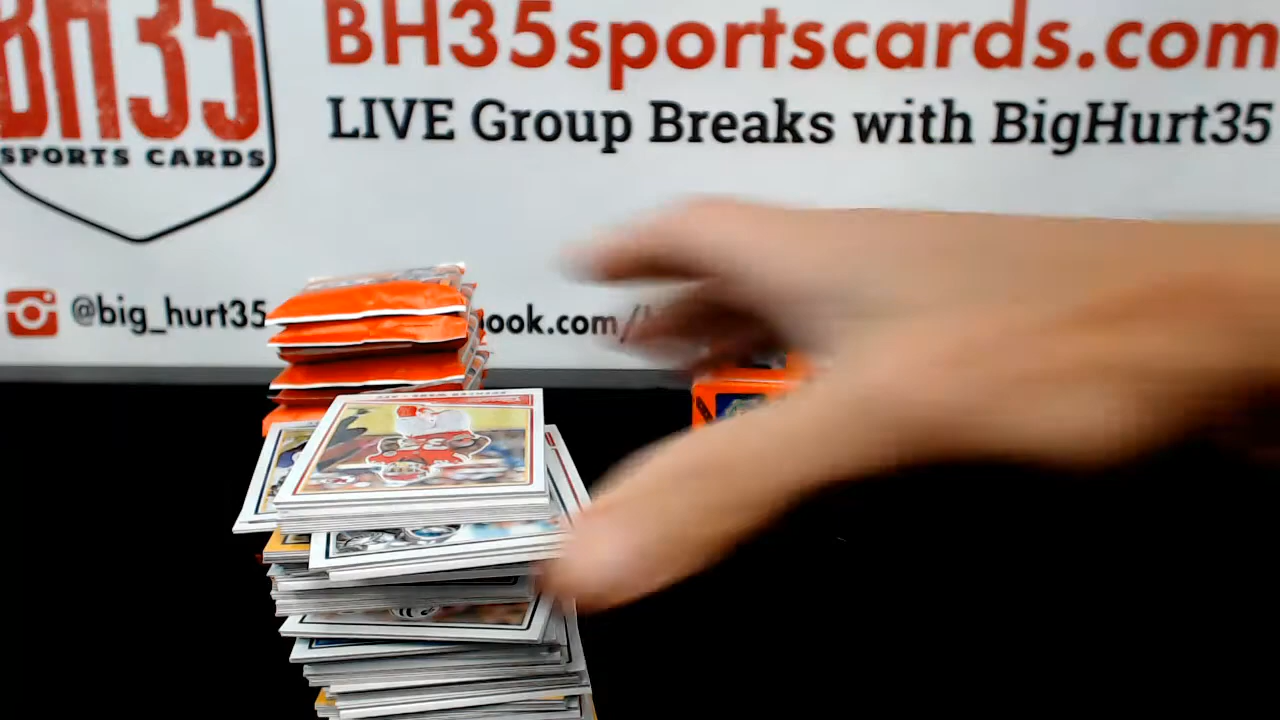 BH35
SPORTS CARDS
BH35sportscards.com
LIVE Group Breaks with BigHurt35
@big_hurt35
ook.com/